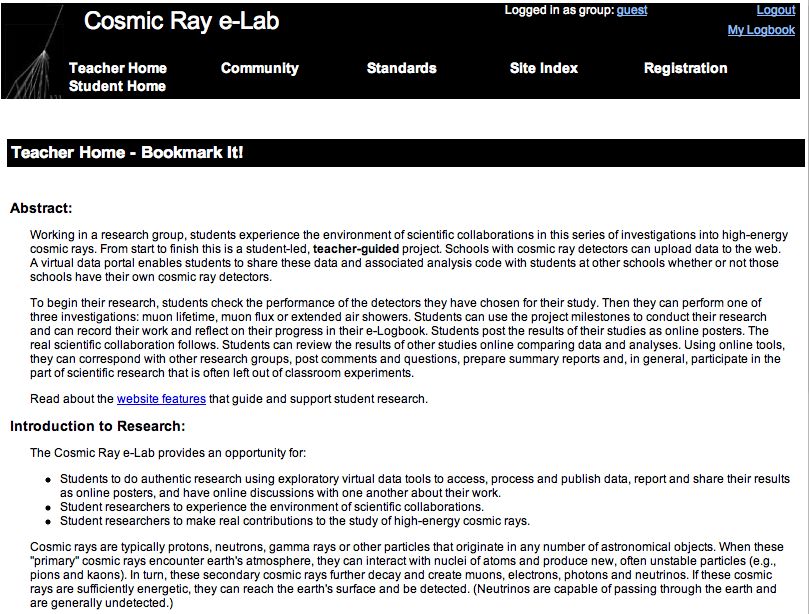 Logged in as group: guest
Logout
Cosmic Ray e-Lab
My Logbook
Teacher Home
Community
Standards
Site Index
Registration
Student Home
Teacher Home - Bookmark It!
Abstract:
Working in a research group, students experience the environment of scientific collaborations in this series of investigations into high-energy
cosmic rays. From start to finish this is a student-led, teacher-guided project. Schools with cosmic ray detectors can upload data to the web.
A virtual data portal enables students to share these data and associated analysis code with students at other schools whether or not those
schools have their own cosmic ray detectors.
To begin their research, students check the performance of the detectors they have chosen for their study. Then they can perform one of
three investigations: muon lifetime, muon flux or extended air showers. Students can use the project milestones to conduct their research
and can record their work and reflect on their progress in their e-Logbook. Students post the results of their studies as online posters. The
real scientific collaboration follows. Students can review the results of other studies online comparing data and analyses. Using online tools,
they can correspond with other research groups, post comments and questions, prepare summary reports and, in general, participate in the
part of scientific research that is often left out of classroom experiments.
Read about the website features that guide and support student research.
Introduction to Research:
The Cosmic Ray e-Lab provides an opportunity for:
• Students to do authentic research using exploratory virtual data tools to access, process and publish data, report and share their results
as online posters, and have online discussions with one another about their work.
• Student researchers to experience the environment of scientific collaborations.
• Student researchers to make real contributions to the study of high-energy cosmic rays.
Cosmic rays are typically protons, neutrons, gamma rays or other particles that originate in any number of astronomical objects. When these
"primary" cosmic rays encounter earth's atmosphere, they can interact with nuclei of atoms and produce new, often unstable particles (e.g.,
pions and kaons). In turn, these secondary cosmic rays further decay and create muons, electrons, photons and neutrinos. If these cosmic
rays are sufficiently energetic, they can reach the earth's surface and be detected. (Neutrinos are capable of passing through the earth and
are generally undetected.)